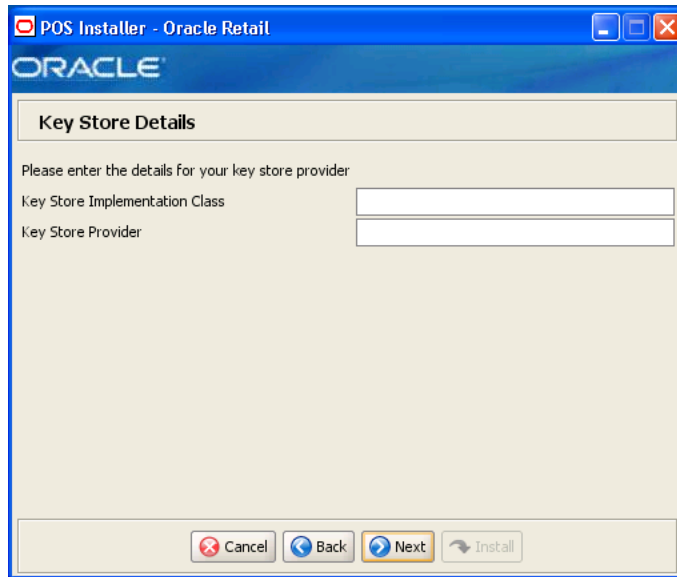 POS Installer - Oracle Retail
ORACLE
Key Store Details
Please enter the details for your key store provider
Key Store Implementation Class
Key Store Provider
Cancel Back Next Install